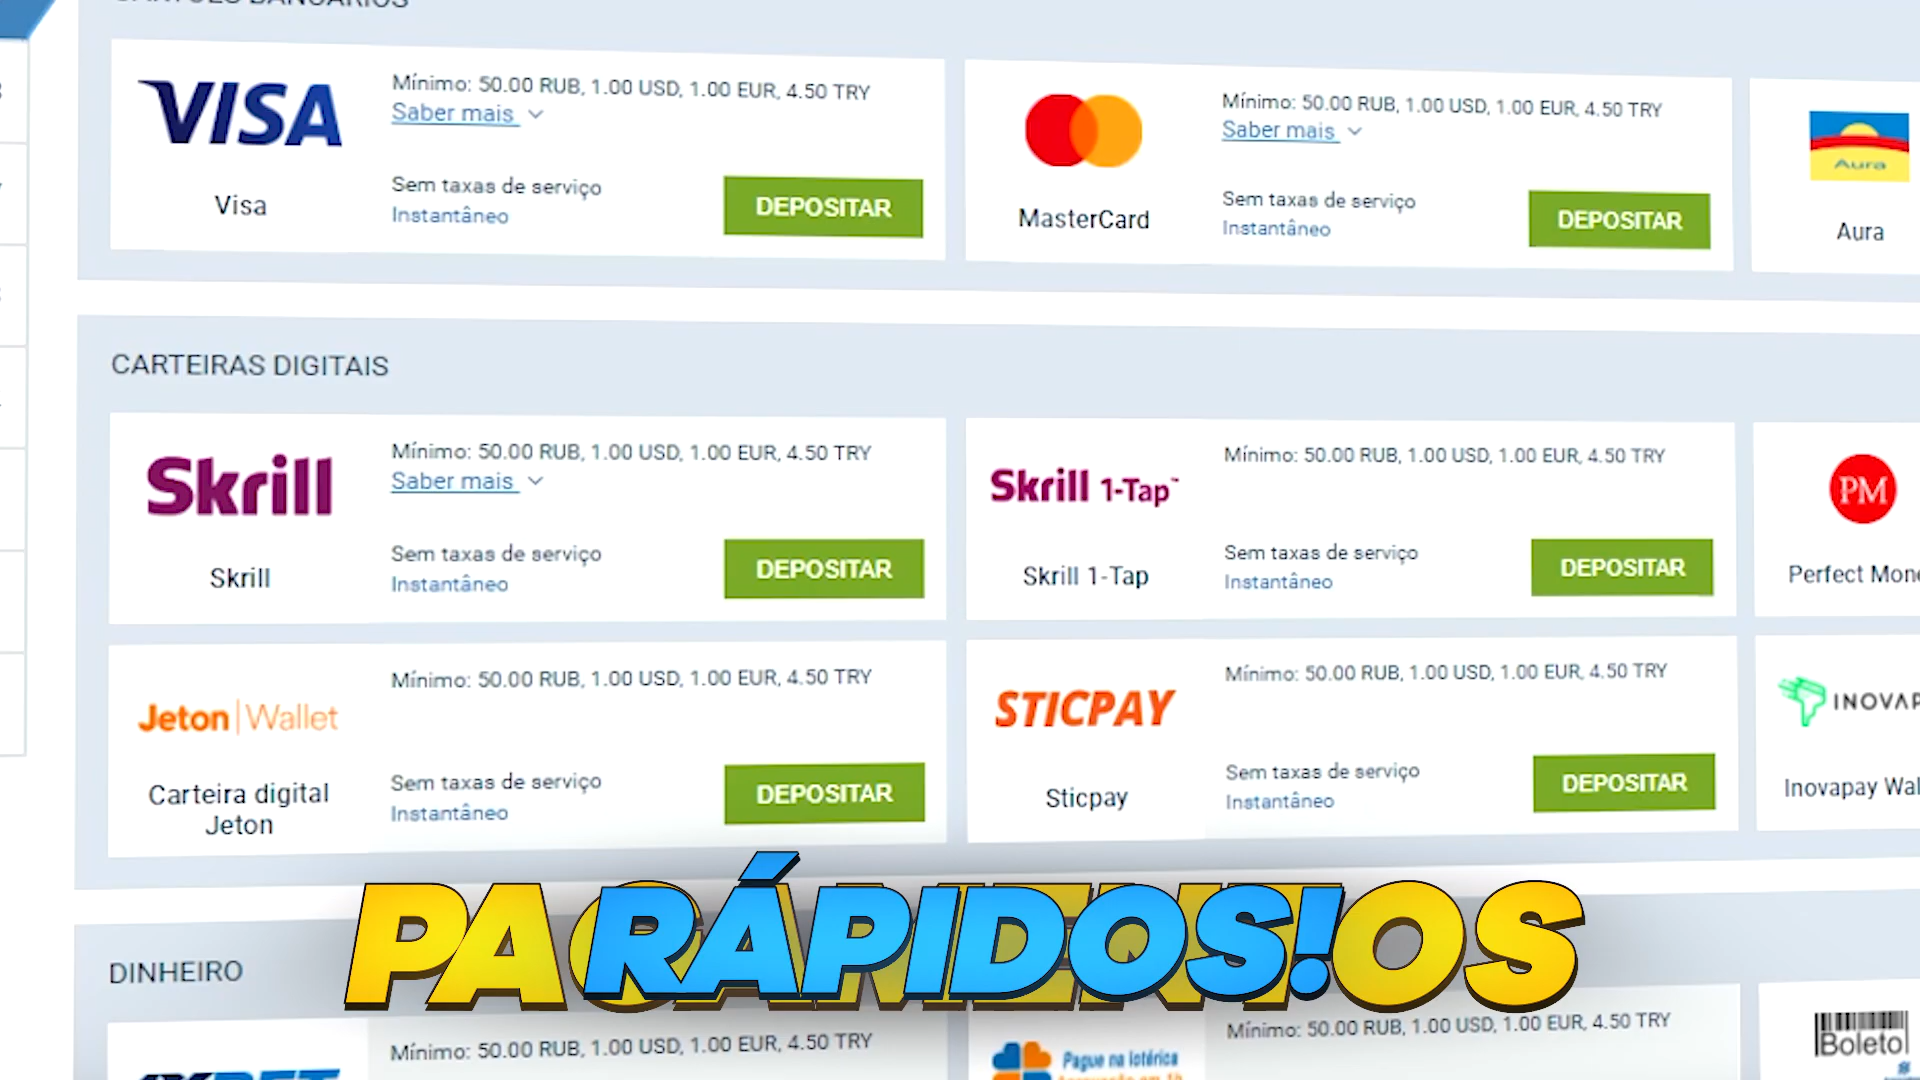 CARTÕES BANCÁRIOS
VISA
Visa
Mínimo: 50.00 RUB, 1.00 USD, 1.00 EUR, 4.50 TRY
Saber mais
Sem taxas de serviço
Instantâneo
DEPOSITAR
MasterCard
Mínimo: 50.00 RUB, 1.00 USD, 1.00 EUR, 4.50 TRY
Saber mais
Sem taxas de serviço
Instantâneo
DEPOSITAR
Aura
Aura
CARTEIRAS DIGITAIS
Skrill
Skrill
Mínimo: 50.00 RUB, 1.00 USD, 1.00 EUR, 4.50 TRY
Saber mais
Sem taxas de serviço
Instantâneo
DEPOSITAR
Skrill 1-Tap™
Skrill 1-Tap
Mínimo: 50.00 RUB, 1.00 USD, 1.00 EUR, 4.50 TRY
Sem taxas de serviço
Instantâneo
DEPOSITAR
PM
Perfect Mone
Jeton | Wallet
Carteira digital
Jeton
Mínimo: 50.00 RUB, 1.00 USD, 1.00 EUR, 4.50 TRY
Sem taxas de serviço
Instantâneo
DEPOSITAR
STICPAY
Sticpay
Mínimo: 50.00 RUB, 1.00 USD, 1.00 EUR, 4.50 TRY
Sem taxas de serviço
Instantâneo
DEPOSITAR
INOVAP
Inovapay Wal
PAGAMENTOS
RÁPIDOS!
DINHEIRO
1XBET
Mínimo: 50.00 RUB, 1.00 USD, 1.00 EUR, 4.50 TRY
Pague na lotérica
Mínimo: 50.00 RUB, 1.00 USD, 1.00 EUR, 4.50 TRY
Boleto